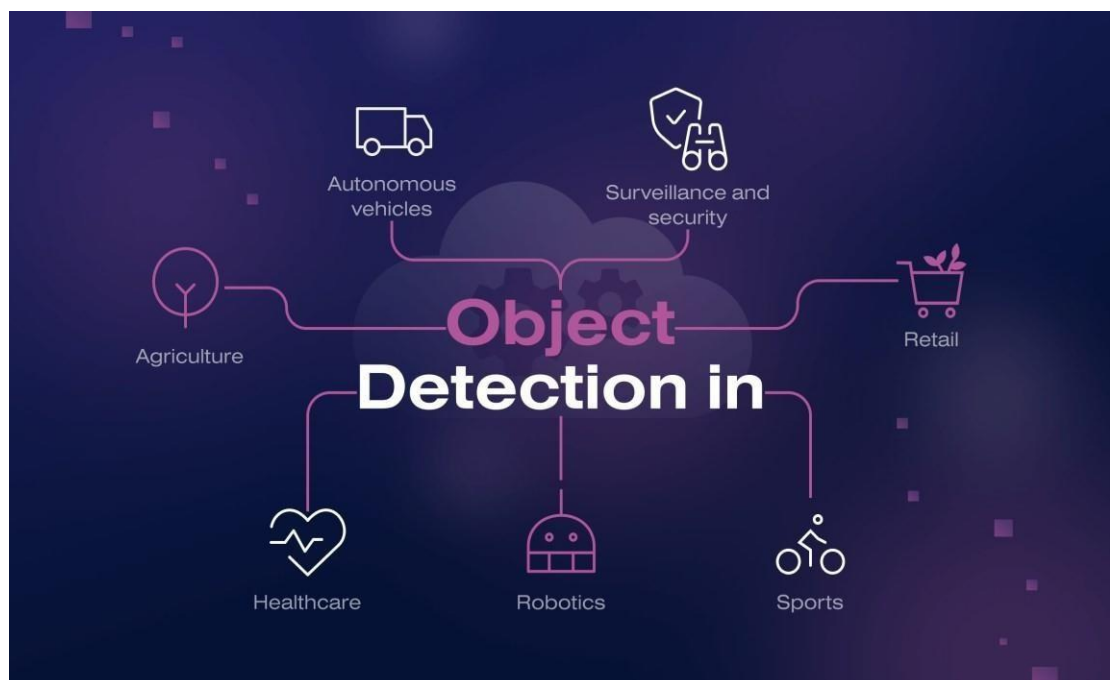 Autonomous
vehicles
Surveillance and
security
Agriculture
Object
Detection in
Retail
Healthcare
Robotics
Sports